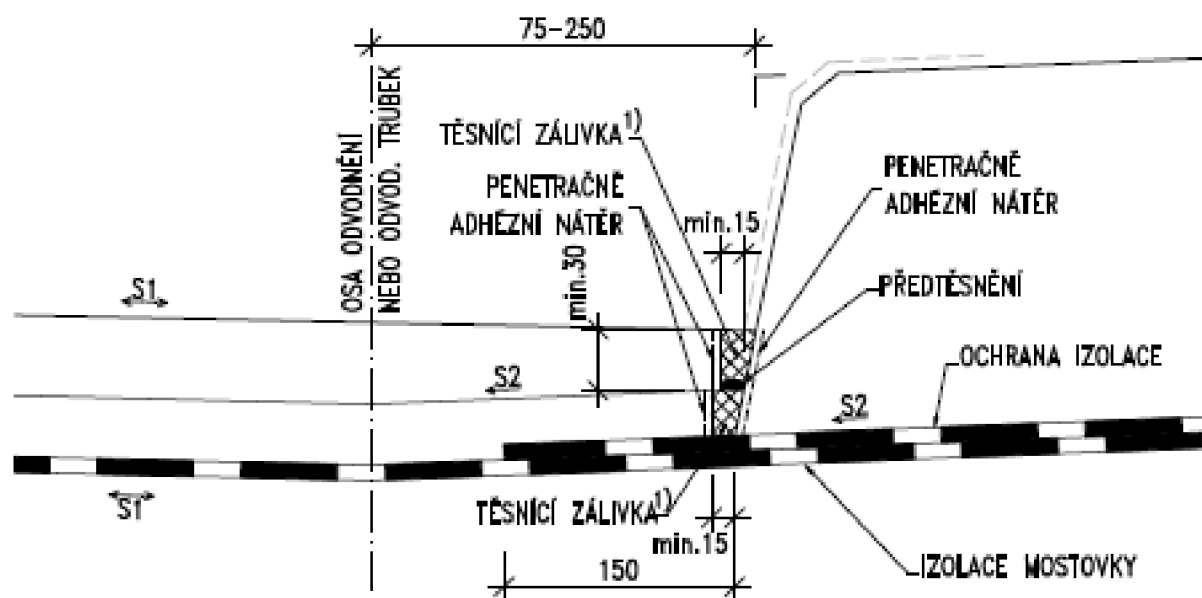 75-250
OSA ODVODNĚNÍ
NEBO ODVOD. TRUBEK
TĚSNÍCÍ ZÁLIVKA1)
PENETRAČNĚ
ADHÉZNÍ NÁTĚR
PENETRAČNĚ
ADHÉZNÍ NÁTĚR
min.15
min.30
PŘEDTĚSNĚNÍ
S1
OCHRANA IZOLACE
S2
S2
S1
TĚSNÍCÍ ZÁLIVKA1)
min.15
150
IZOLACE MOSTOVKY